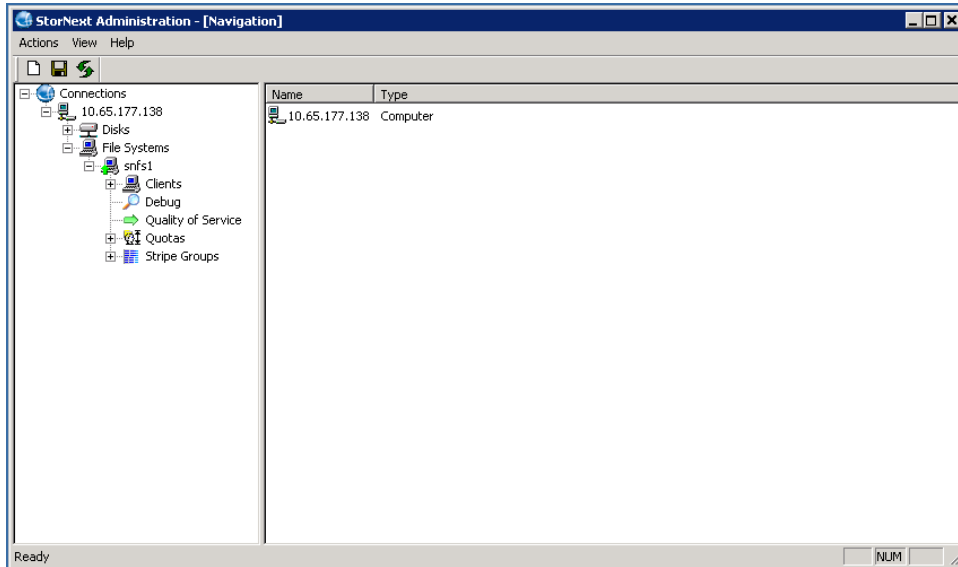 StorNext Administration - [Navigation]
Actions View Help
Connections
10.65.177.138
Disks
File Systems
snfs1
Clients
Debug
Quality of Service
Quotas
Stripe Groups
Name Type
10.65.177.138 Computer
Ready NUM